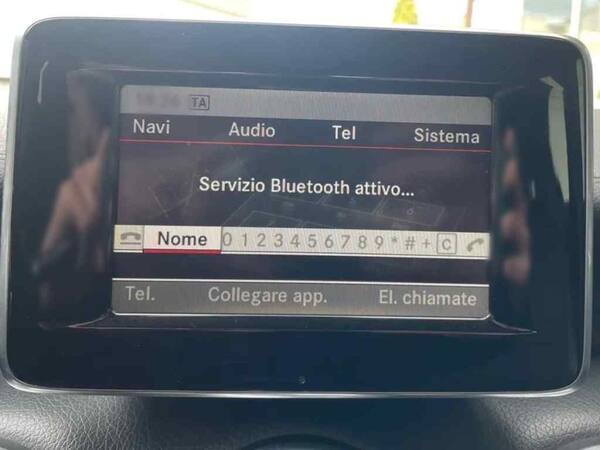 TA
Navi Audio Tel Sistema
Servizio Bluetooth attivo...
Nome 0 1 2 3 4 5 6 7 8 9 * # + C
Tel. Collegare app. El. chiamate